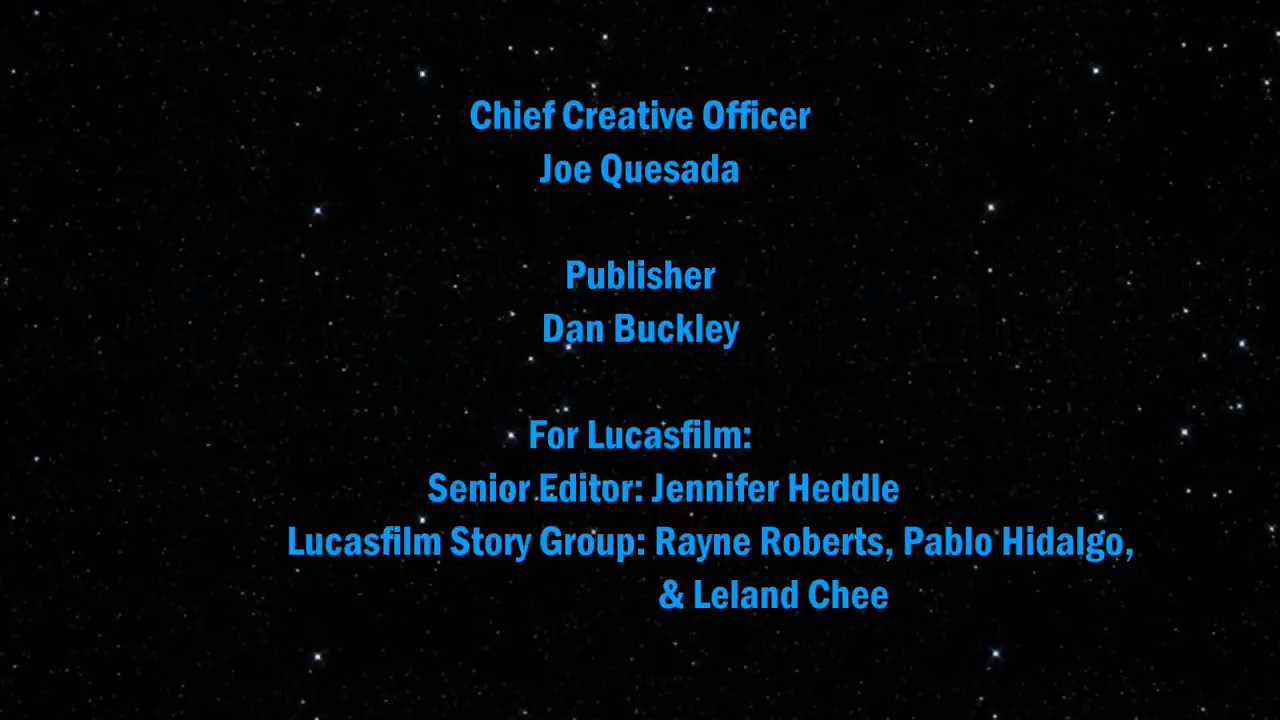 Chief Creative Officer
Joe Quesada
Publisher
Dan Buckley
For Lucasfilm:
Senior Editor: Jennifer Heddle
Lucasfilm Story Group: Rayne Roberts, Pablo Hidalgo,
& Leland Chee